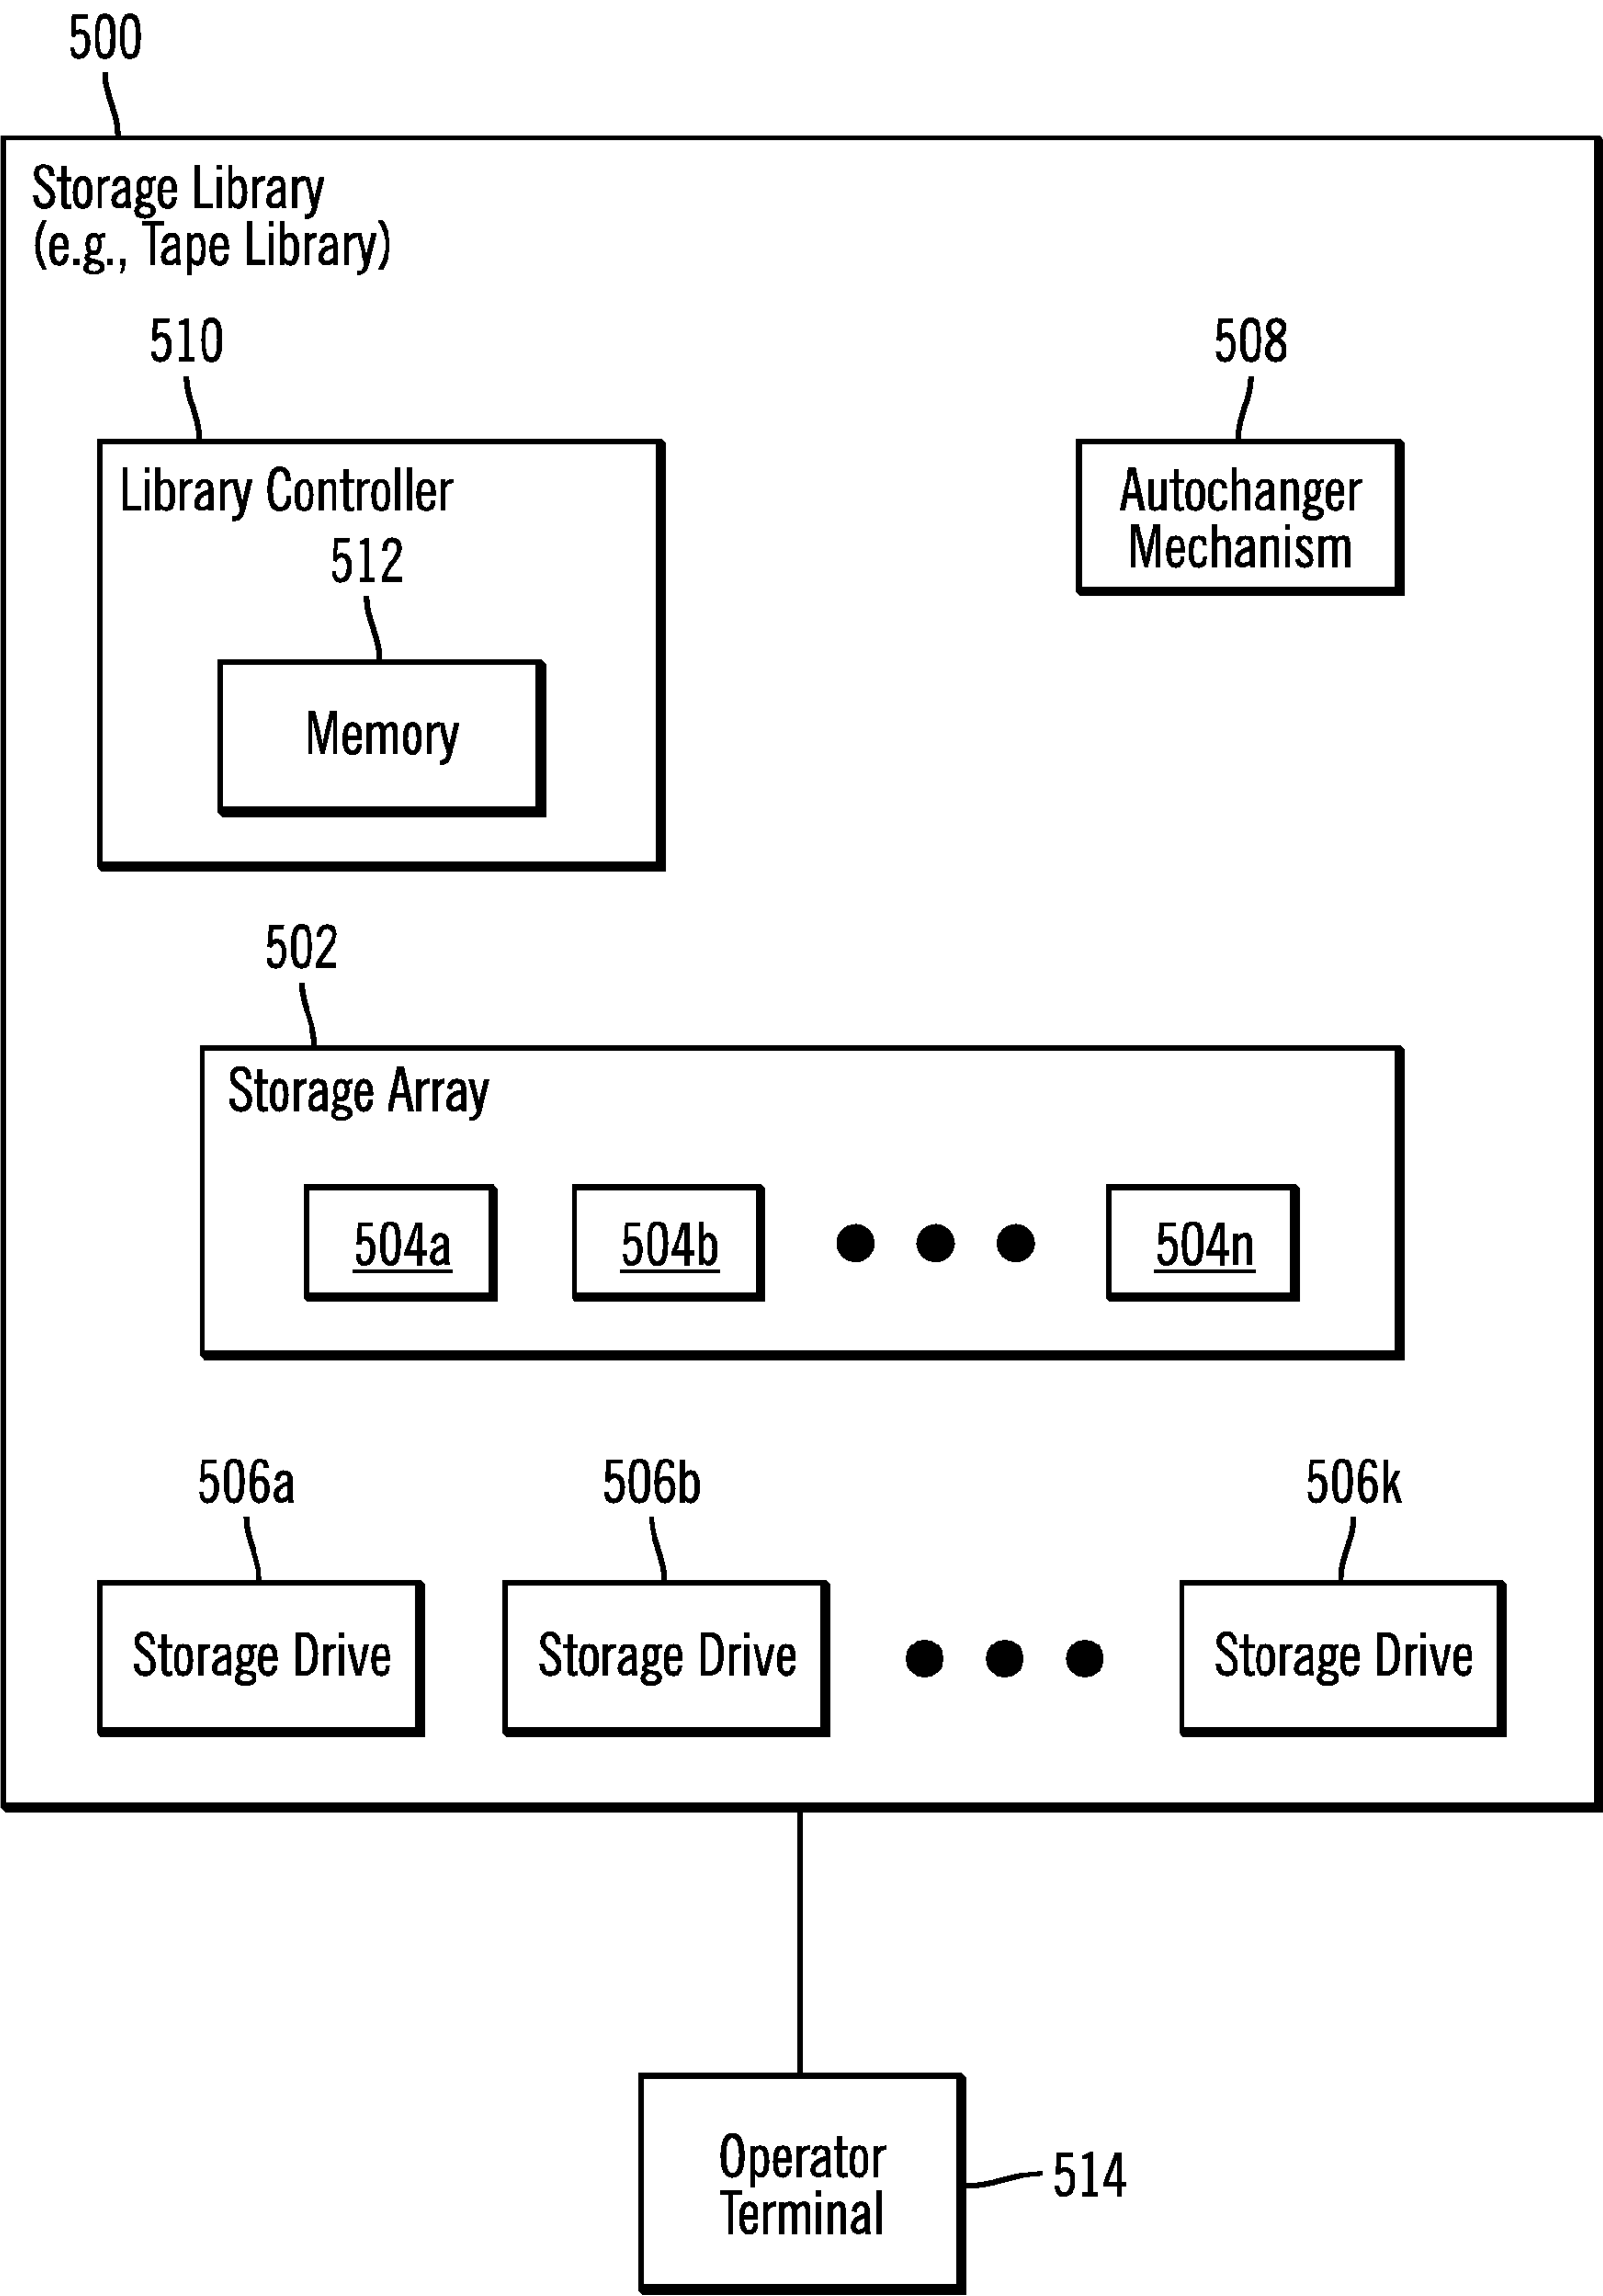 500
Storage Library
(e.g., Tape Library)
510
508
Library Controller
Autochanger
Mechanism
512
Memory
502
Storage Array
504a
504b
504n
506a
506b
506k
Storage Drive
Storage Drive
Storage Drive
Operator
Terminal
514